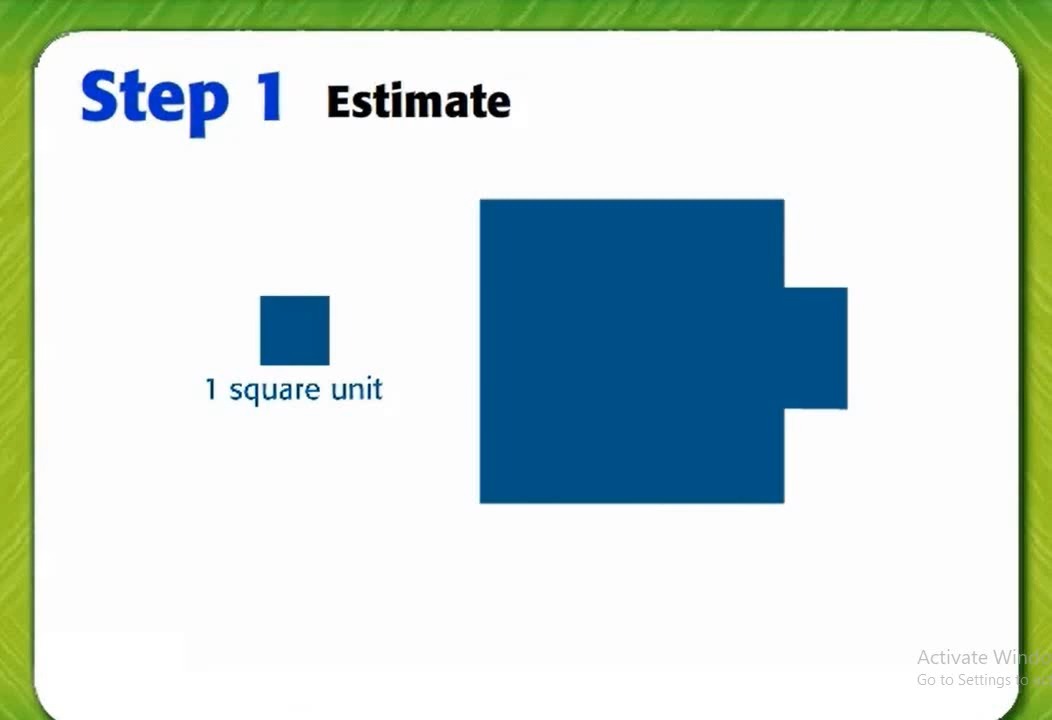 Step 1 Estimate
1 square unit
Activate Wind
Go to Settings to